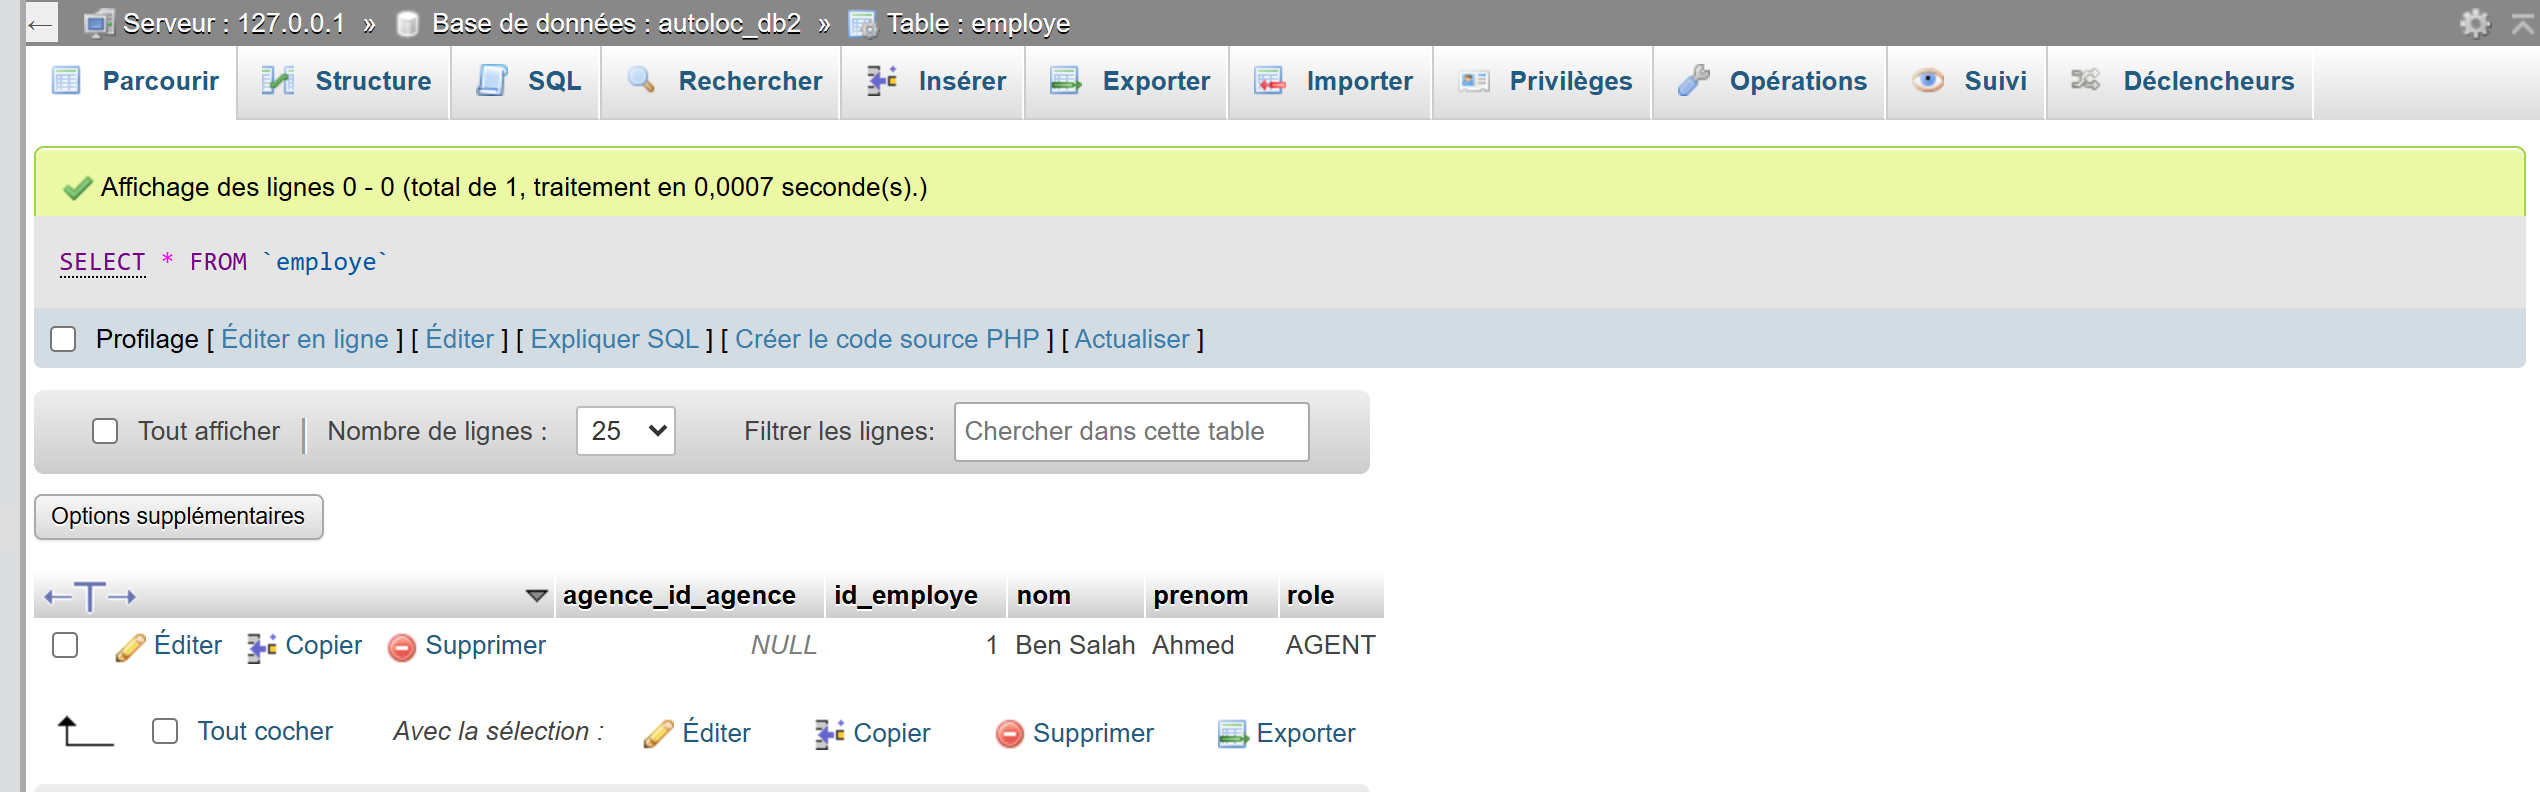 ← Serveur : 127.0.0.1 » Base de données : autoloc_db2 » Table : employe
Parcourir Structure SQL Rechercher Insérer Exporter Importer Privilèges Opérations Suivi Déclencheurs
Affichage des lignes 0 - 0 (total de 1, traitement en 0,0007 seconde(s).)
SELECT * FROM `employe`
Profilage [ Éditer en ligne ] [ Éditer ] [ Expliquer SQL ] [ Créer le code source PHP ] [ Actualiser ]
Tout afficher | Nombre de lignes : 25 Filtrer les lignes: Chercher dans cette table
Options supplémentaires
←T→ agence_id_agence id_employe nom prenom role
Éditer Copier Supprimer NULL 1 Ben Salah Ahmed AGENT
Tout cocher Avec la sélection : Éditer Copier Supprimer Exporter